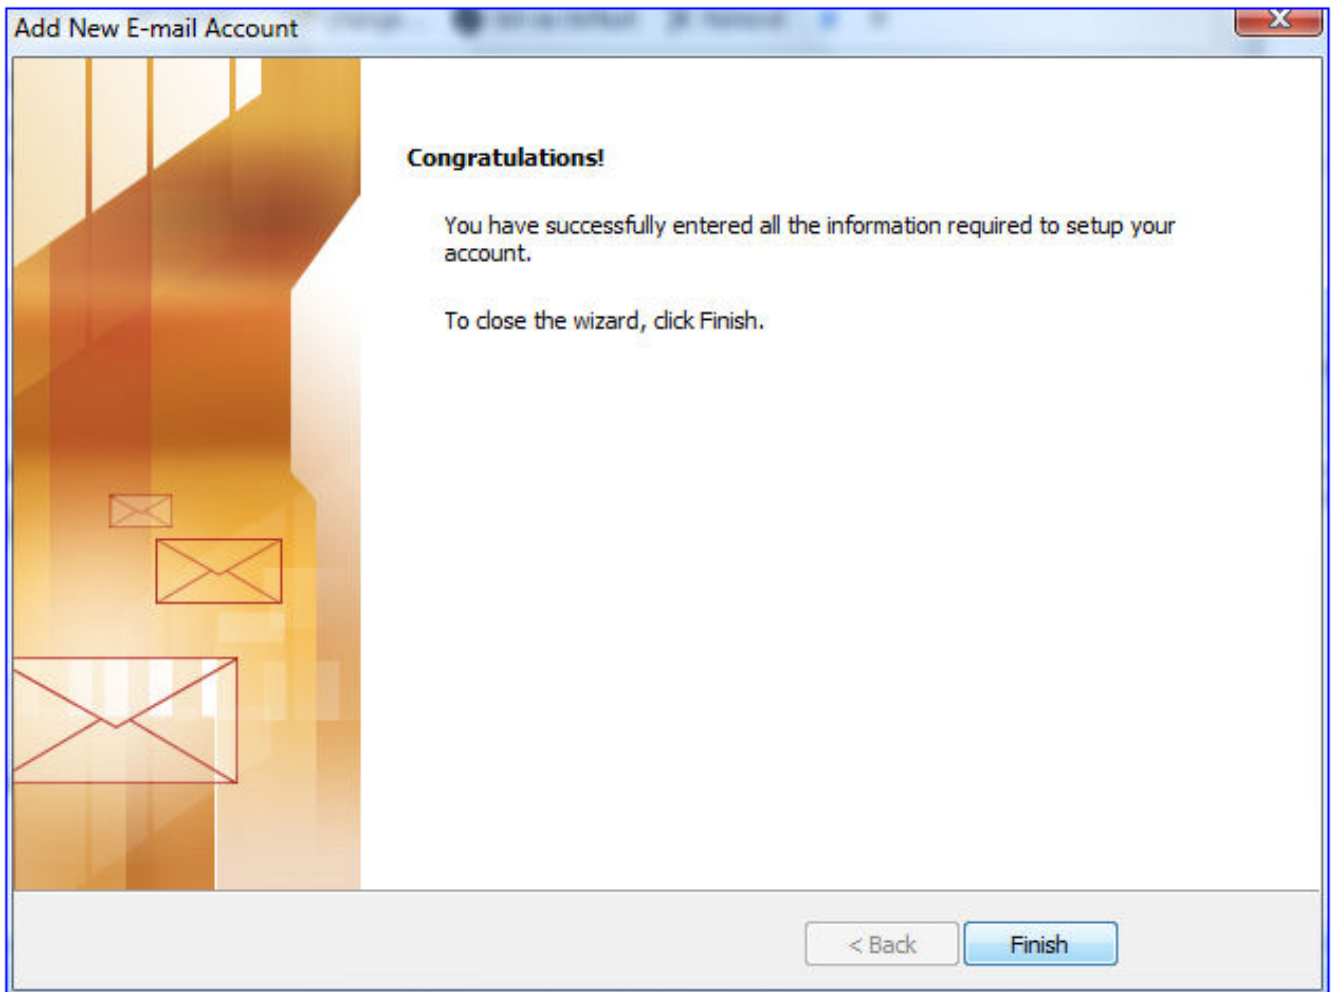 Add New E-mail Account
Congratulations!
You have successfully entered all the information required to setup your
account.
To close the wizard, click Finish.
< Back
Finish